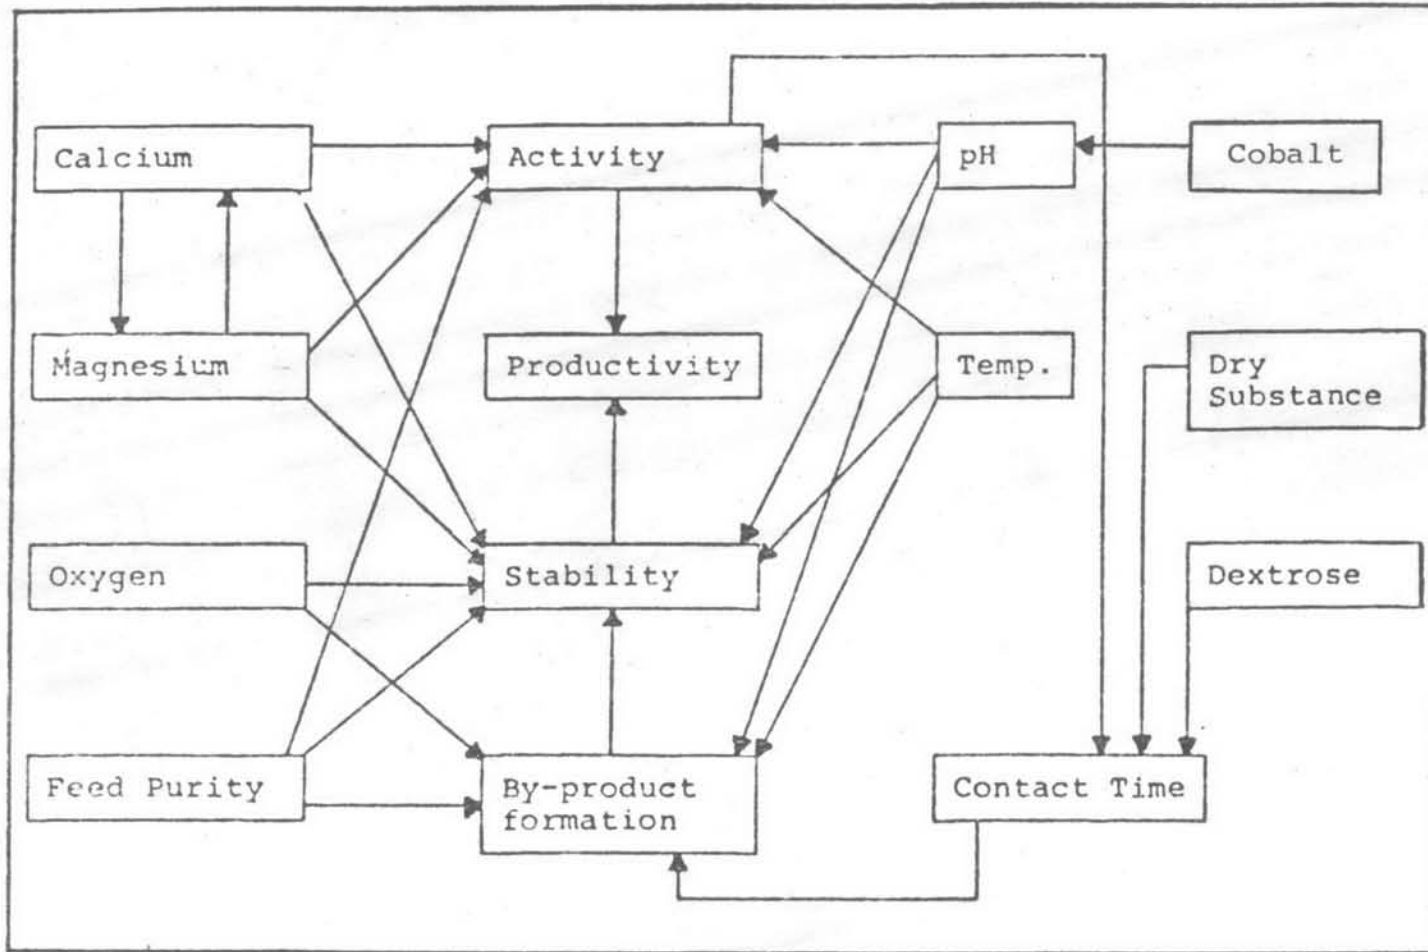 Calcium
Activity
pH
Cobalt
Magnesium
Productivity
Temp.
Dry
Substance
Oxygen
Stability
Dextrose
Feed Purity
By-product
formation
Contact Time